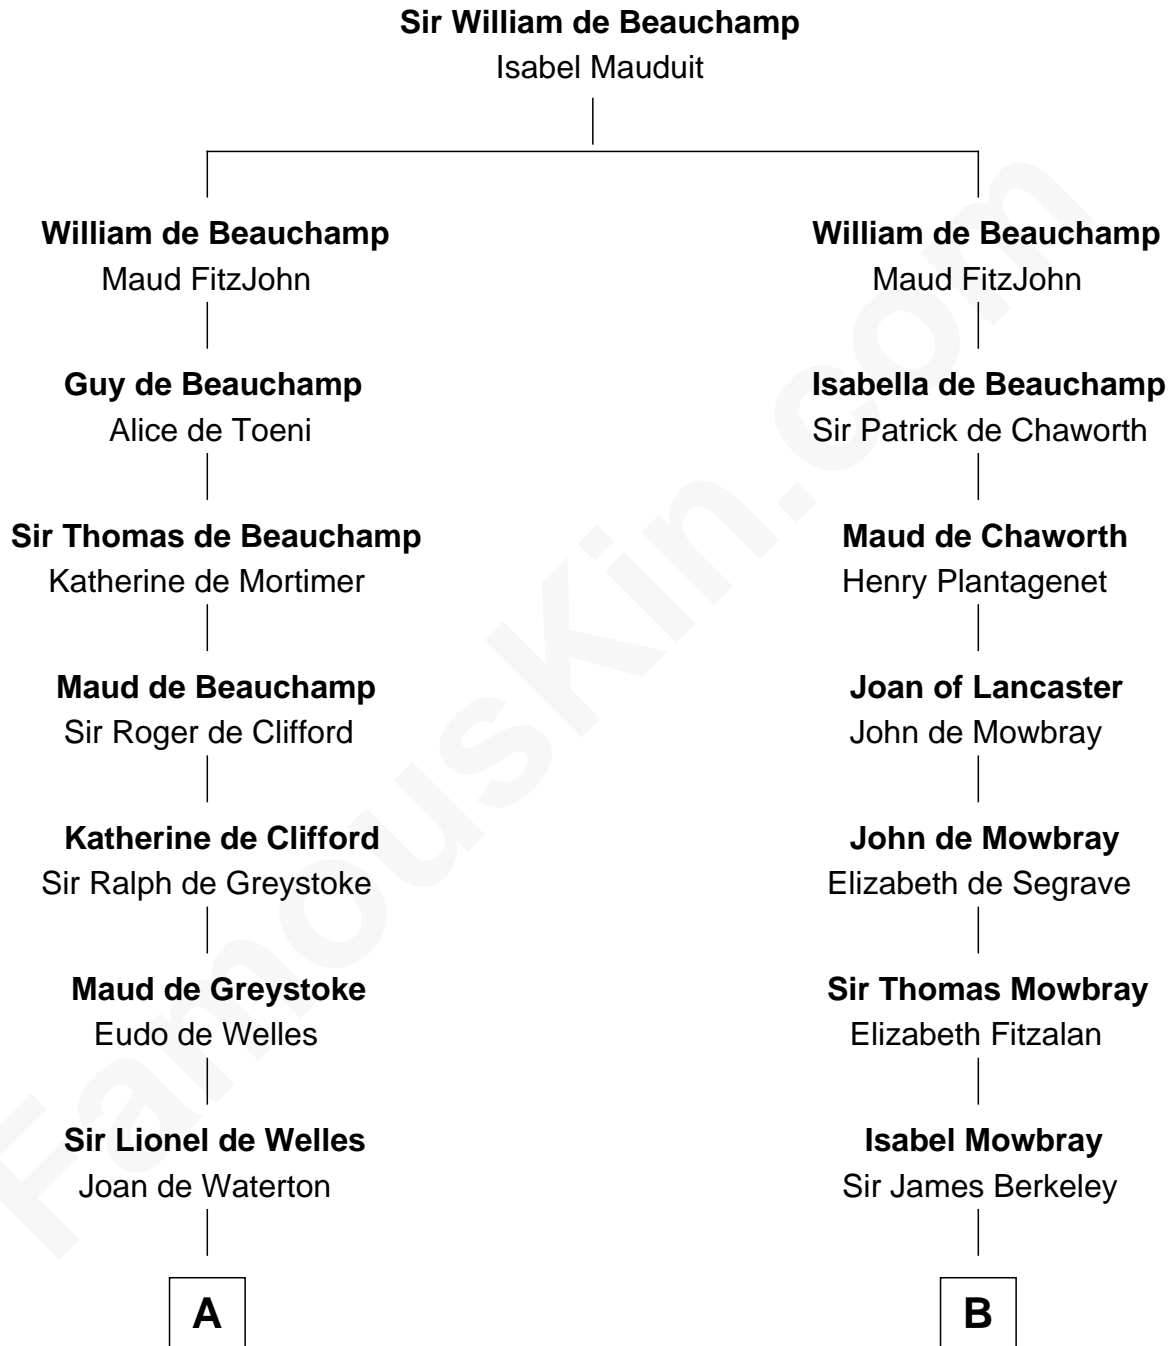 Sir William de Beauchamp
Isabel Mauduit
William de Beauchamp
Maud FitzJohn
William de Beauchamp
Maud FitzJohn
Guy de Beauchamp
Alice de Toeni
Isabella de Beauchamp
Sir Patrick de Chaworth
Sir Thomas de Beauchamp
Katherine de Mortimer
Maud de Chaworth
Henry Plantagenet
Maud de Beauchamp
Sir Roger de Clifford
Joan of Lancaster
John de Mowbray
Katherine de Clifford
Sir Ralph de Greystoke
John de Mowbray
Elizabeth de Segrave
Maud de Greystoke
Eudo de Welles
Sir Thomas Mowbray
Elizabeth Fitzalan
Sir Lionel de Welles
Joan de Waterton
Isabel Mowbray
Sir James Berkeley
A
B
FamousKin.com